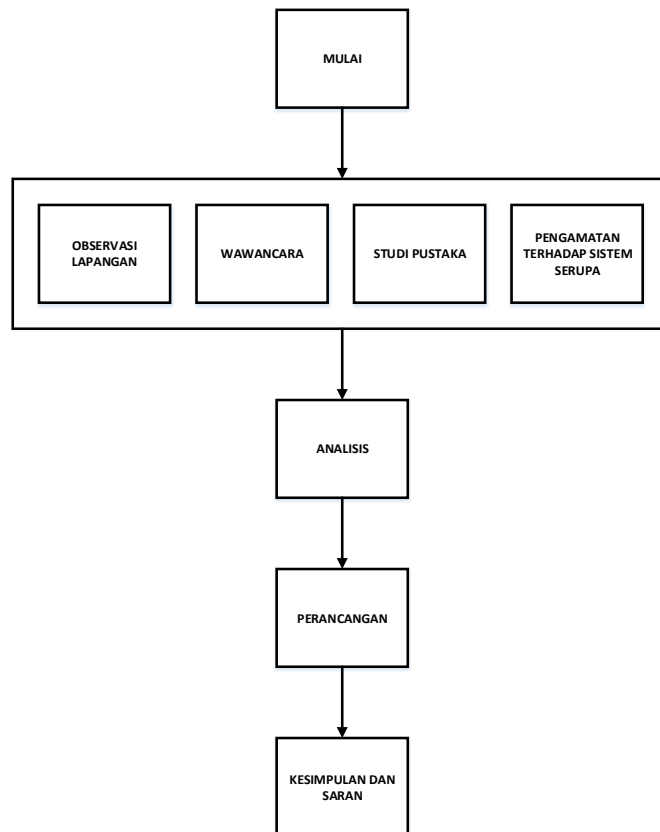 MULAI
OBSERVASI
LAPANGAN
WAWANCARA
STUDI PUSTAKA
PENGAMATAN
TERHADAP SISTEM
SERUPA
ANALISIS
PERANCANGAN
KESIMPULAN DAN
SARAN